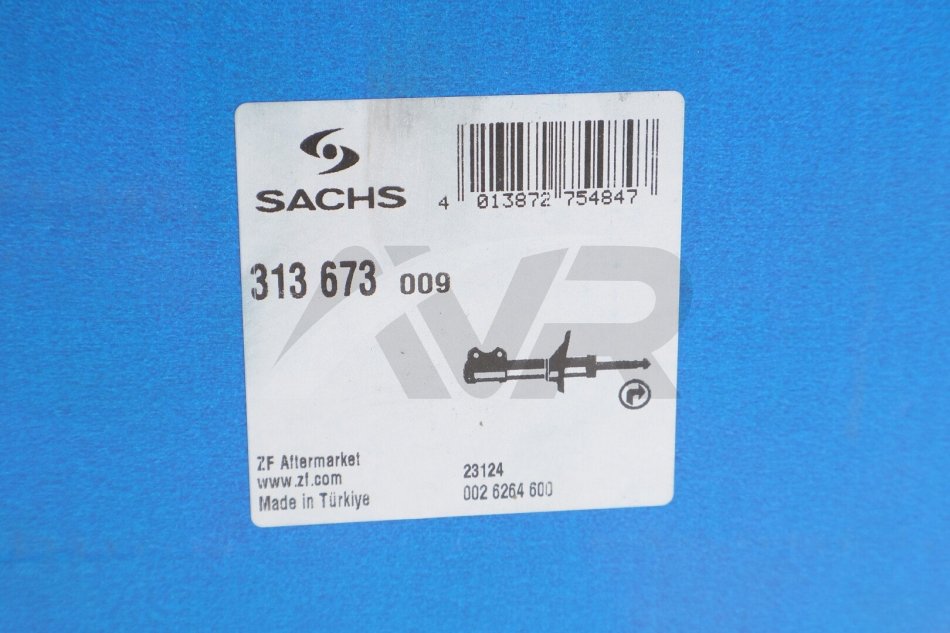 SACHS
4 013872 754847
313 673 009
IVR
ZF Aftermarket
www.zf.com
Made in Türkiye
23124
002 6264 600